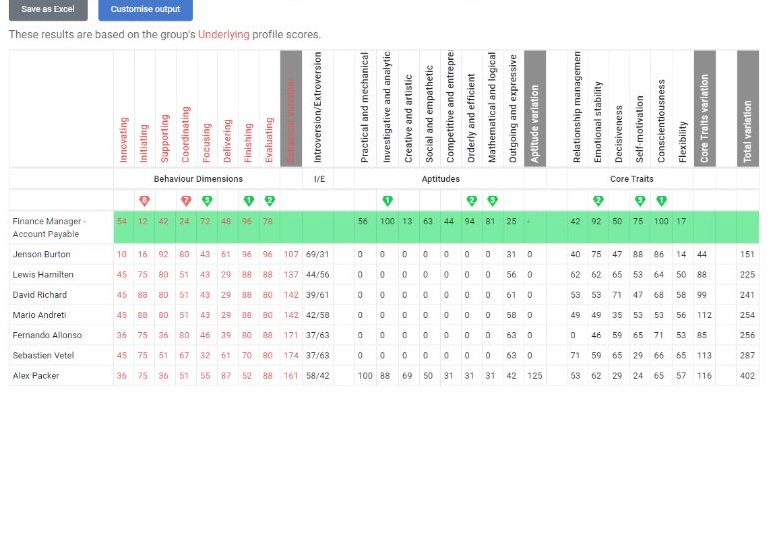 Save as Excel Customise output
These results are based on the group's Underlying profile scores.
Innovating Initiating Supporting Coordinating Focusing Delivering Finishing Evaluating Introversion/Extroversion Practical and mechanical Investigative and analytic Creative and artistic Social and empathetic Competitive and entreprei Orderly and efficient Mathematical and logical Outgoing and expressive Aptitude variation Relationship managemen Emotional stability Decisiveness Self-motivation Conscientiousness Flexibility Core Traits variation Total variation
Behaviour Dimensions I/E Aptitudes Core Traits
7 3 1 2 1 2 3 2 3 1
Finance Manager - 54 12 42 24 72 48 96 78 56 100 13 63 44 94 81 25 - 42 92 50 75 100 17
Account Payable
Jenson Burton 10 16 92 80 43 61 96 96 107 69/31 0 0 0 0 0 0 0 31 0 40 75 47 88 86 14 44 151
Lewis Hamilten 45 75 80 51 43 29 88 88 137 44/56 0 0 0 0 0 0 0 56 0 62 62 65 53 64 50 88 225
David Richard 45 88 80 51 43 29 88 80 142 39/61 0 0 0 0 0 0 0 61 0 53 53 71 47 68 58 99 241
Mario Andreti 45 88 80 51 43 29 88 80 142 42/58 0 0 0 0 0 0 0 58 0 49 49 35 53 53 56 112 254
Fernando Allonso 36 75 36 80 46 39 80 88 171 37/63 0 0 0 0 0 0 0 63 0 0 46 59 65 71 53 85 256
Sebastien Vetel 45 75 51 67 32 61 70 80 174 37/63 0 0 0 0 0 0 0 63 0 71 59 65 29 66 65 113 287
Alex Packer 36 75 36 51 55 87 52 88 161 58/42 100 88 69 50 31 31 31 42 125 53 62 29 24 65 57 116 402